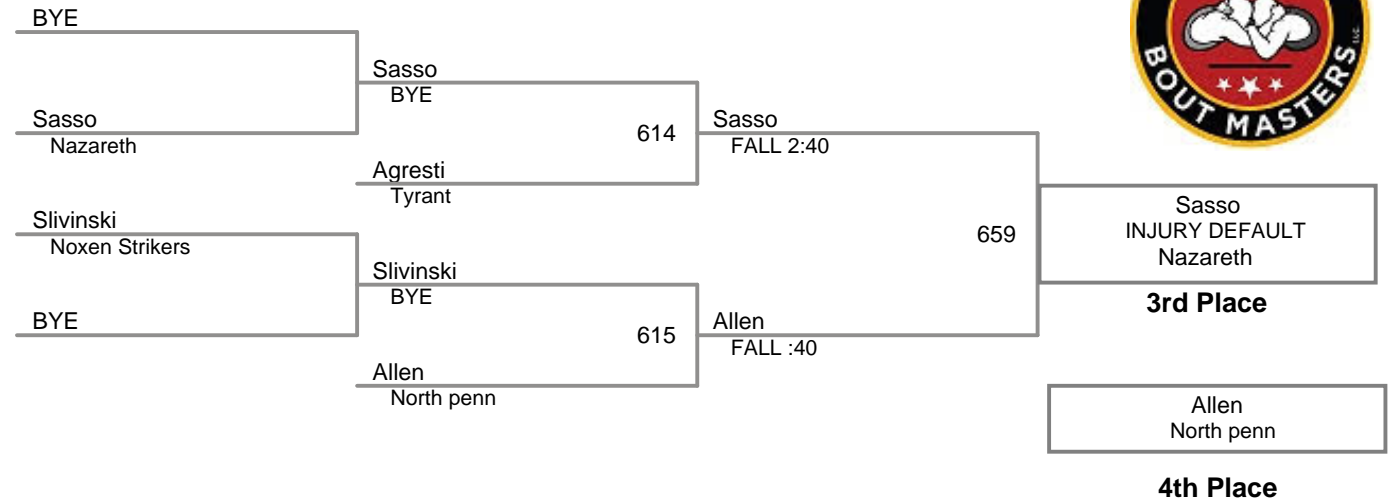 BYE
Sasso
Nazareth
Slivinski
Noxen Strikers
BYE
Sasso
BYE
Agresti
Tyrant
Slivinski
BYE
Allen
North penn
614
615
Sasso
FALL 2:40
Allen
FALL :40
659
Sasso
INJURY DEFAULT
Nazareth
3rd Place
Allen
North penn
4th Place
BOUT MASTERS